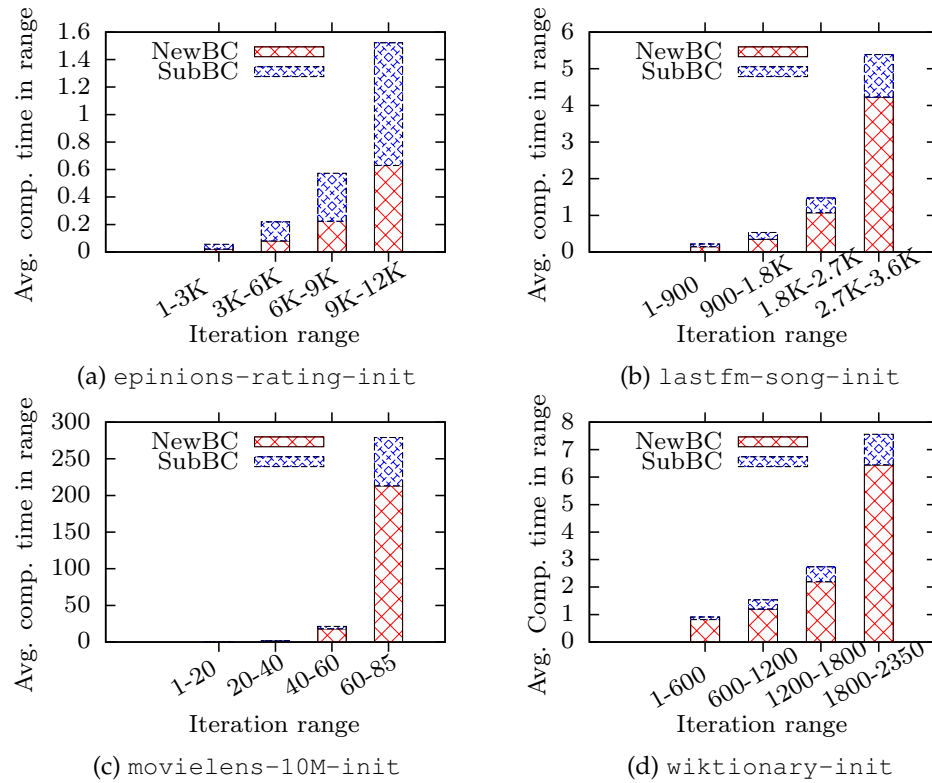 Avg. comp. time in range
1.6
1.4
1.2
1
0.8
0.6
0.4
0.2
0
NewBC
SubBC
1-3K
3K-6K
6K-9K
9K-12K
Iteration range
(a) epinions-rating-init
Avg. comp. time in range
6
5
4
3
2
1
0
NewBC
SubBC
1-900
900-1.8K
1.8K-2.7K
2.7K-3.6K
Iteration range
(b) lastfm-song-init
Avg. comp. time in range
300
250
200
150
100
50
0
NewBC
SubBC
1-20
20-40
40-60
60-85
Iteration range
(c) movielens-10M-init
Avg. Comp. time in range
8
7
6
5
4
3
2
1
0
NewBC
SubBC
1-600
600-1200
1200-1800
1800-2350
Iteration range
(d) wiktionary-init